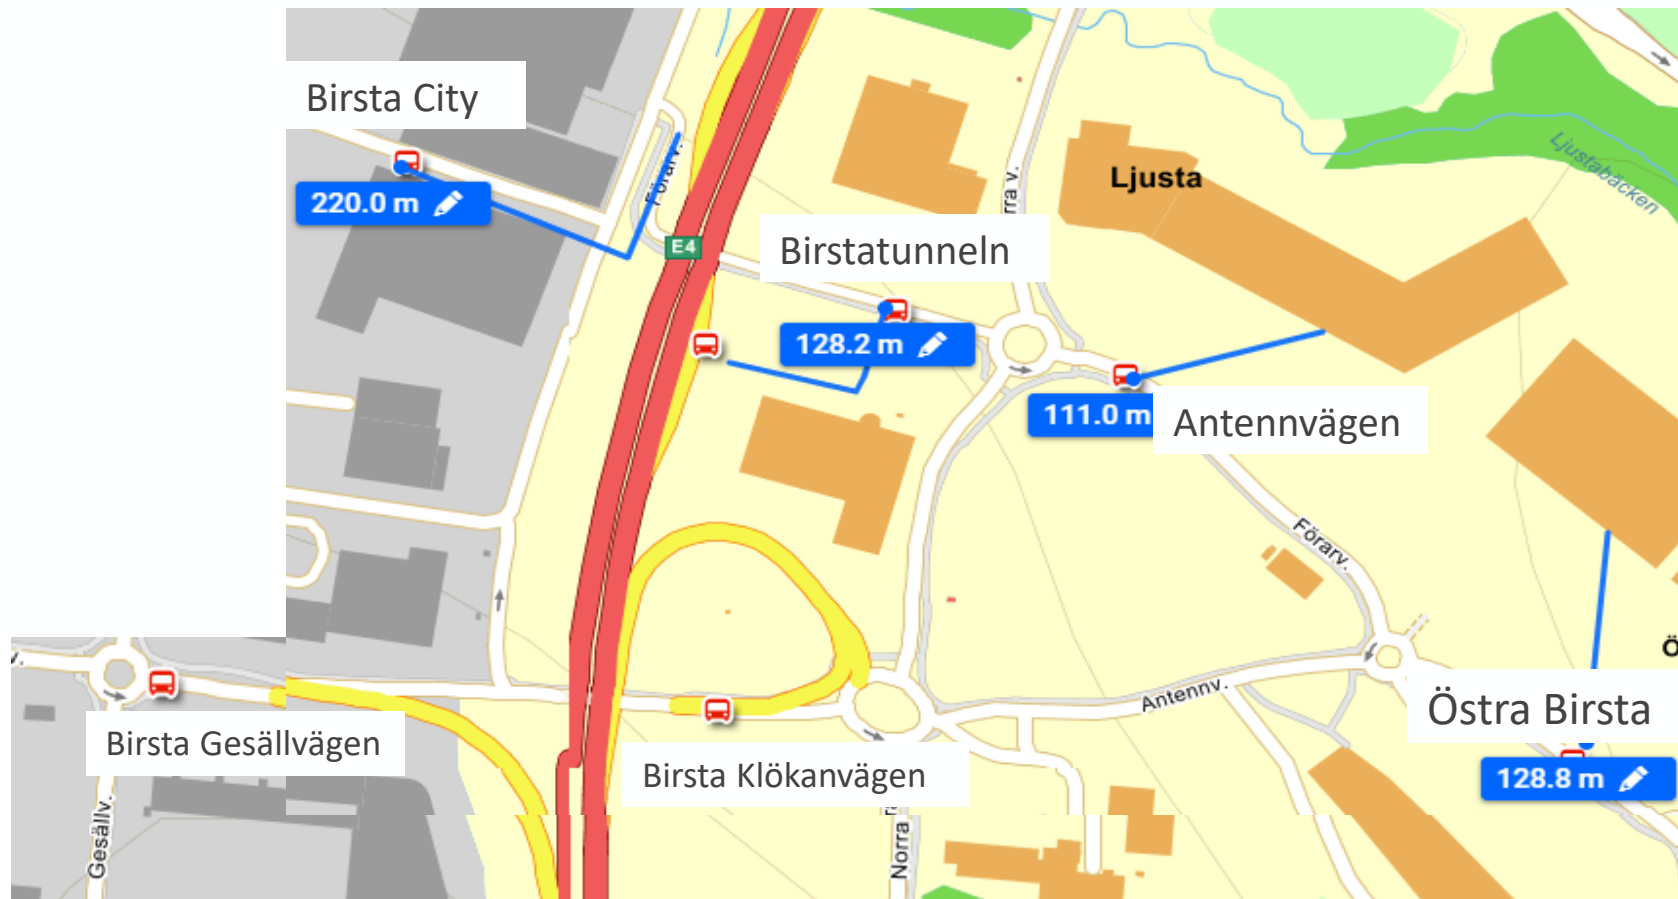 Birsta City
Förarv.
220.0 m
Ljusta
Ljustabäcken
rra v.
E4
Birstatunneln
128.2 m
111.0 m
Antennvägen
Förarv.
Ö
v.
Antennv.
Östra Birsta
Birsta Gesällvägen
Birsta Klökanvägen
128.8 m
Gesällv.
Norra